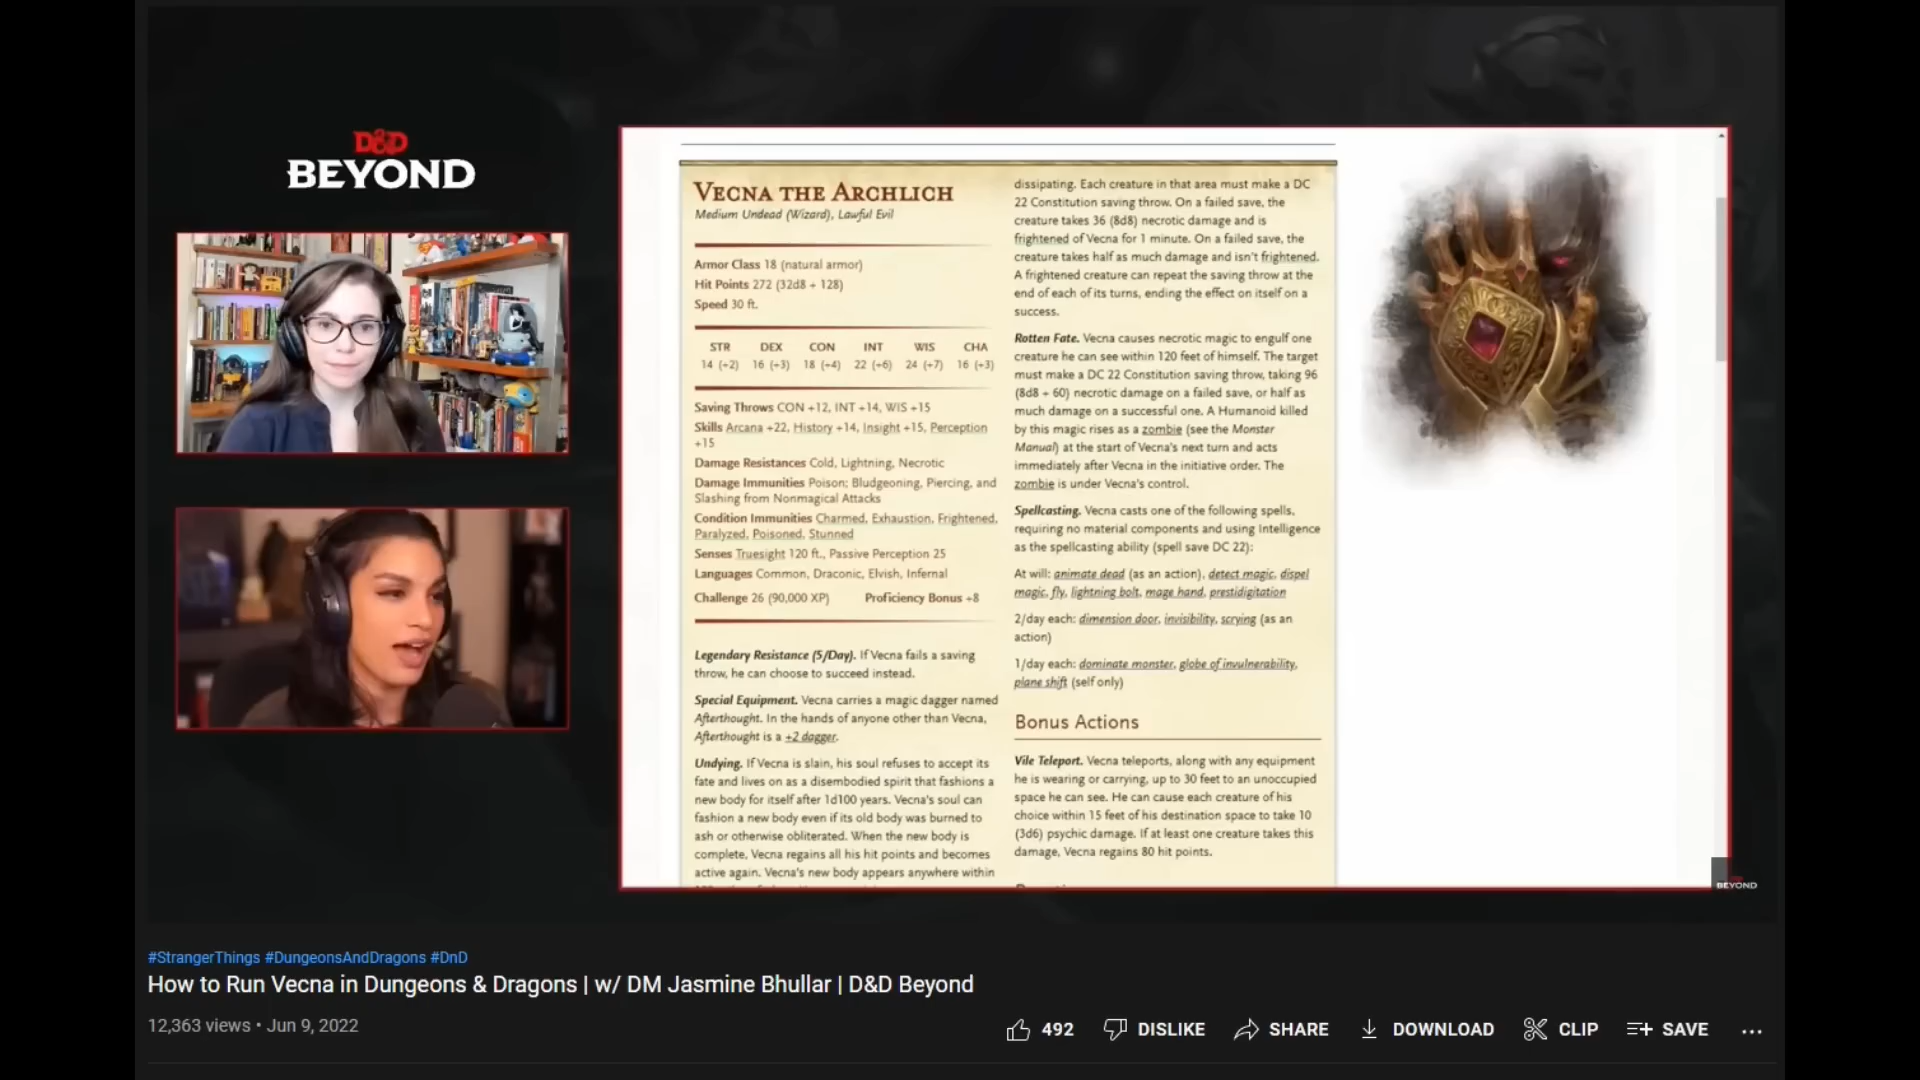 D&D
BEYOND
VECNA THE ARCHLICH
Medium Undead (Wizard), Lawful Evil
Armor Class 18 (natural armor)
Hit Points 272 (32d8 + 128)
Speed 30 ft.
STR DEX CON INT WIS CHA
14 (+2) 16 (+3) 18 (+4) 22 (+6) 24 (+7) 16 (+3)
Saving Throws CON +12, INT +14, WIS +15
Skills Arcana +22, History +14, Insight +15, Perception
+15
Damage Resistances Cold, Lightning, Necrotic
Damage Immunities Poison; Bludgeoning, Piercing, and
Slashing from Nonmagical Attacks
Condition Immunities Charmed, Exhaustion, Frightened,
Paralyzed, Poisoned, Stunned
Senses Truesight 120 ft., Passive Perception 25
Languages Common, Draconic, Elvish, Infernal
Challenge 26 (90,000 XP) Proficiency Bonus +8
Legendary Resistance (5/Day). If Vecna fails a saving
throw, he can choose to succeed instead.
Special Equipment. Vecna carries a magic dagger named
Afterthought. In the hands of anyone other than Vecna,
Afterthought is a +2 dagger.
Undying. If Vecna is slain, his soul refuses to accept its
fate and lives on as a disembodied spirit that fashions a
new body for itself after 1d100 years. Vecna's soul can
fashion a new body even if its old body was burned to
ash or otherwise obliterated. When the new body is
complete, Vecna regains all his hit points and becomes
active again. Vecna's new body appears anywhere within
dissipating. Each creature in that area must make a DC
22 Constitution saving throw. On a failed save, the
creature takes 36 (8d8) necrotic damage and is
frightened of Vecna for 1 minute. On a failed save, the
creature takes half as much damage and isn't frightened.
A frightened creature can repeat the saving throw at the
end of each of its turns, ending the effect on itself on a
success.
Rotten Fate. Vecna causes necrotic magic to engulf one
creature he can see within 120 feet of himself. The target
must make a DC 22 Constitution saving throw, taking 96
(8d8 + 60) necrotic damage on a failed save, or half as
much damage on a successful one. A Humanoid killed
by this magic rises as a zombie (see the Monster
Manual) at the start of Vecna's next turn and acts
immediately after Vecna in the initiative order. The
zombie is under Vecna's control.
Spellcasting. Vecna casts one of the following spells,
requiring no material components and using Intelligence
as the spellcasting ability (spell save DC 22):
At will: animate dead (as an action), detect magic, dispel
magic, fly, lightning bolt, mage hand, prestidigitation
2/day each: dimension door, invisibility, scrying (as an
action)
1/day each: dominate monster, globe of invulnerability,
plane shift (self only)
Bonus Actions
Vile Teleport. Vecna teleports, along with any equipment
he is wearing or carrying, up to 30 feet to an unoccupied
space he can see. He can cause each creature of his
choice within 15 feet of his destination space to take 10
(3d6) psychic damage. If at least one creature takes this
damage, Vecna regains 80 hit points.
BEYOND
#StrangerThings #DungeonsAndDragons #DnD
How to Run Vecna in Dungeons & Dragons | w/ DM Jasmine Bhullar | D&D Beyond
12,363 views • Jun 9, 2022
492 DISLIKE SHARE DOWNLOAD CLIP SAVE ...